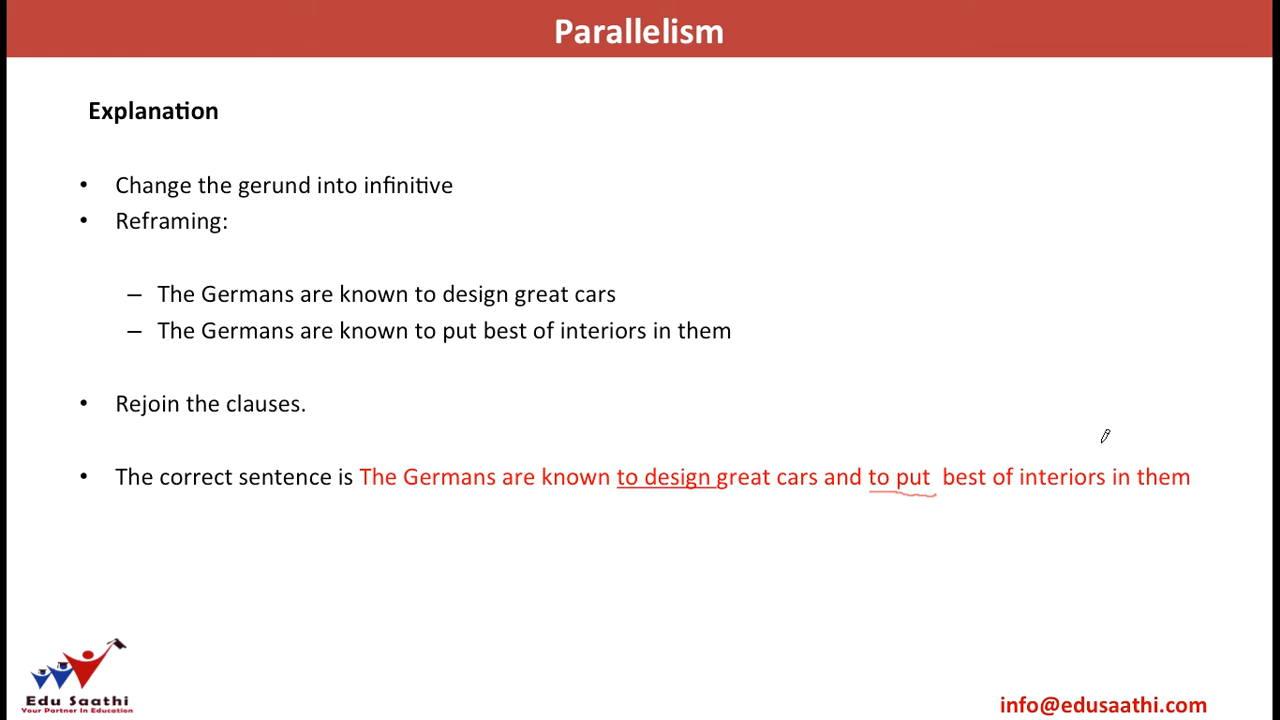 Parallelism
Explanation
• Change the gerund into infinitive
• Reframing:
– The Germans are known to design great cars
– The Germans are known to put best of interiors in them
• Rejoin the clauses.
• The correct sentence is The Germans are known to design great cars and to put best of interiors in them
Edu Saathi
Your Partner In Education
info@edusaathi.com